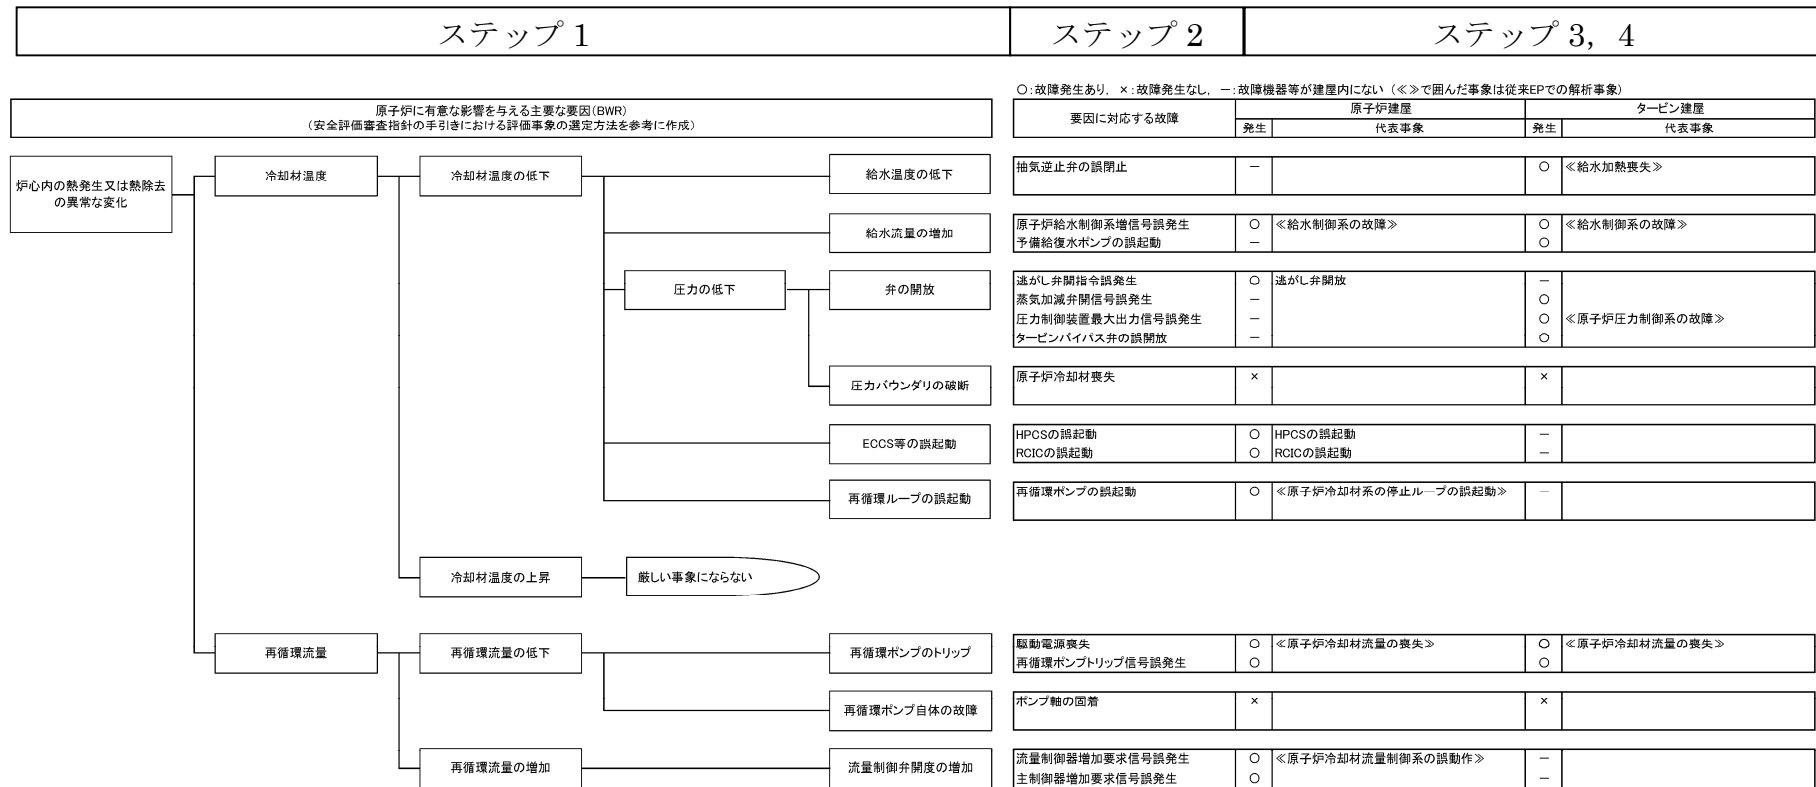 ステップ 1
ステップ 2
ステップ 3, 4
○:故障発生あり, ×:故障発生なし, －:故障機器等が建屋内にない (≪≫で囲んだ事象は従来EPでの解析事象)
原子炉に有意な影響を与える主要な要因(BWR)
(安全評価審査指針の手引きにおける評価事象の選定方法を参考に作成)
要因に対応する故障
原子炉建屋
タービン建屋
発生
代表事象
発生
代表事象
炉心内の熱発生又は熱除去
の異常な変化
冷却材温度
冷却材温度の低下
給水温度の低下
抽気逆止弁の誤閉止
－
○
≪給水加熱喪失≫
給水流量の増加
原子炉給水制御系増信号誤発生
○
≪給水制御系の故障≫
○
≪給水制御系の故障≫
予備給復水ポンプの誤起動
－
○
圧力の低下
弁の開放
逃がし弁開指令誤発生
○
逃がし弁開放
－
蒸気加減弁開信号誤発生
－
○
圧力制御装置最大出力信号誤発生
－
○
≪原子炉圧力制御系の故障≫
タービンバイパス弁の誤開放
－
○
圧力バウンダリの破断
原子炉冷却材喪失
×
×
ECCS等の誤起動
HPCSの誤起動
○
HPCSの誤起動
－
RCICの誤起動
○
RCICの誤起動
－
再循環ループの誤起動
再循環ポンプの誤起動
○
≪原子炉冷却材系の停止ループの誤起動≫
－
冷却材温度の上昇
厳しい事象にならない
再循環流量
再循環流量の低下
再循環ポンプのトリップ
駆動電源喪失
○
≪原子炉冷却材流量の喪失≫
○
≪原子炉冷却材流量の喪失≫
再循環ポンプトリップ信号誤発生
○
○
再循環ポンプ自体の故障
ポンプ軸の固着
×
×
再循環流量の増加
流量制御弁開度の増加
流量制御器増加要求信号誤発生
○
≪原子炉冷却材流量制御系の誤動作≫
－
主制御器増加要求信号誤発生
○
－